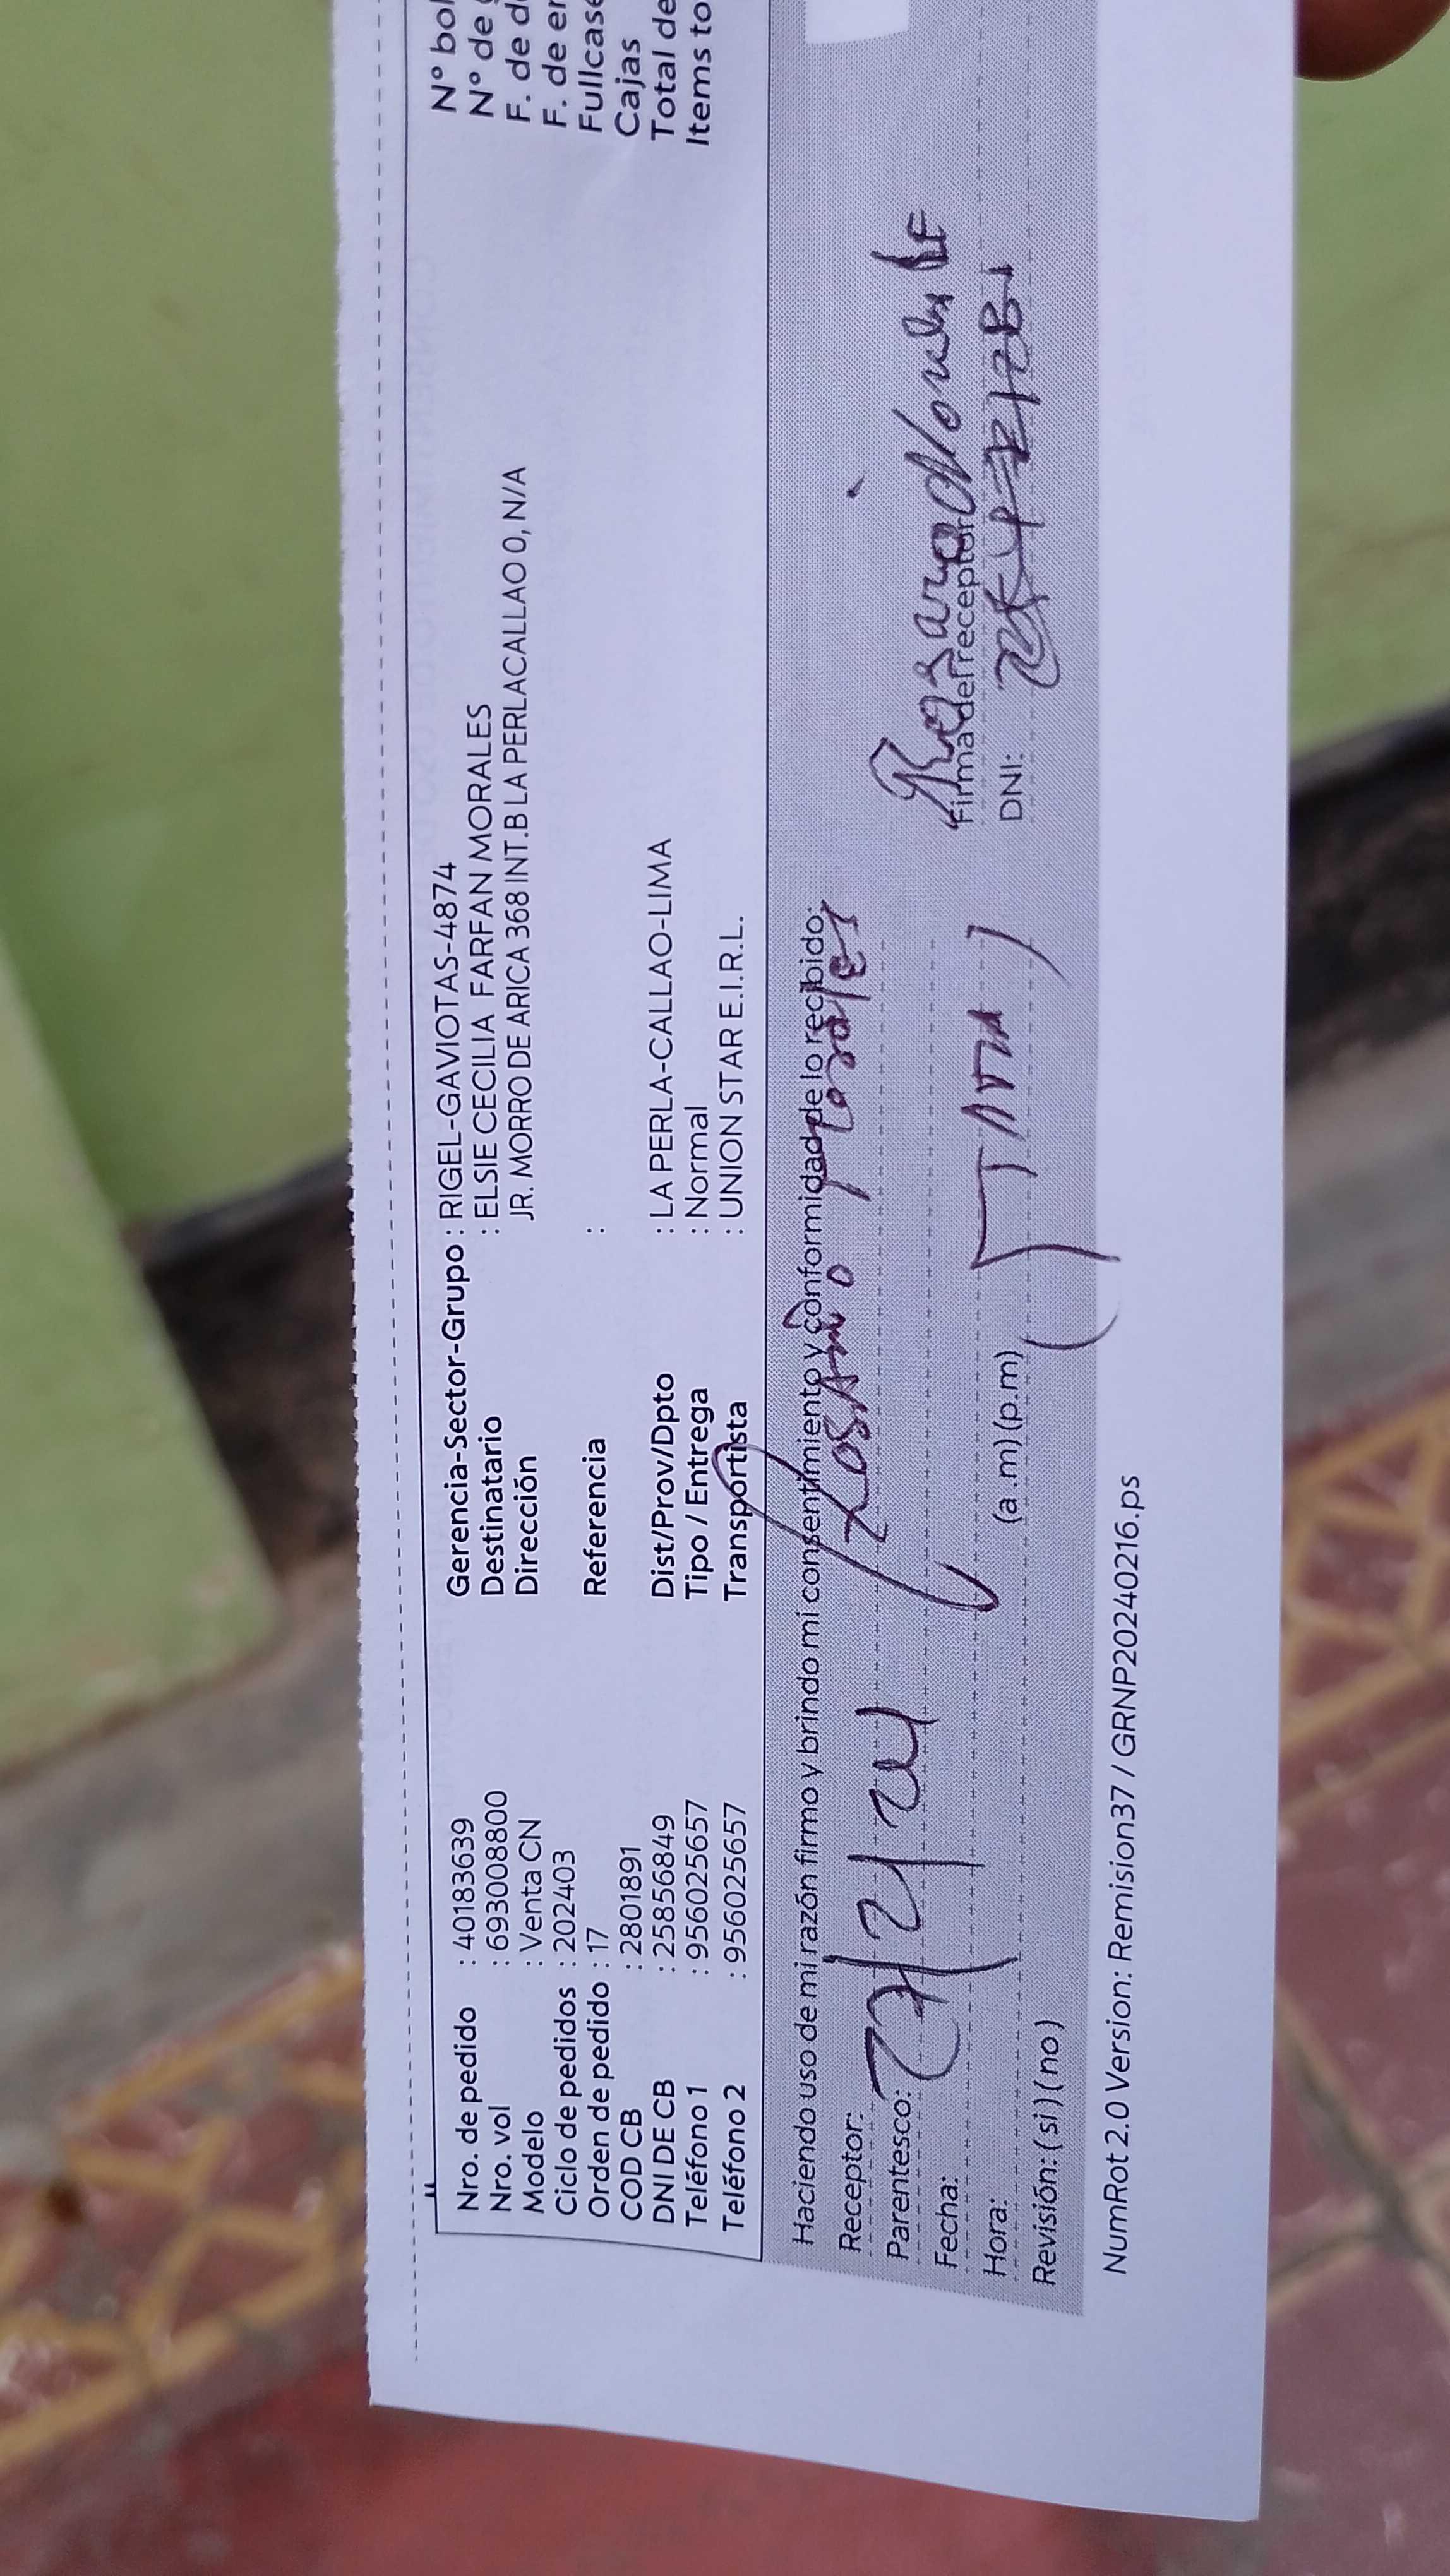 Nro. de pedido : 40183639 Gerencia-Sector-Grupo : RIGEL-GAVIOTAS-4874 N° bol
Nro. vol : 693008800 Destinatario : ELSIE CECILIA FARFAN MORALES N° de
Modelo : Venta CN Dirección JR. MORRO DE ARICA 368 INT.B LA PERLACALLAO 0, N/A F. de d
Ciclo de pedidos : 202403 F. de en
Orden de pedido : 17 Referencia : Fullcase
COD CB : 2801891 Cajas
DNI DE CB : 25856849 Dist/Prov/Dpto : LA PERLA-CALLAO-LIMA Total de
Teléfono 1 : 956025657 Tipo / Entrega : Normal Items to
Teléfono 2 : 956025657 Transportista : UNION STAR E.I.R.L.
Haciendo uso de mi razón firmo y brindo mi consentimiento y conformidad de lo recibido:
Receptor: Rosario
Parentesco: Rosario
Fecha: Firma del receptor
Hora: (a .m) (p.m) DNI:
Revisión: ( si ) ( no )
NumRot 2.0 Version: Remision37 / GRNP20240216.ps